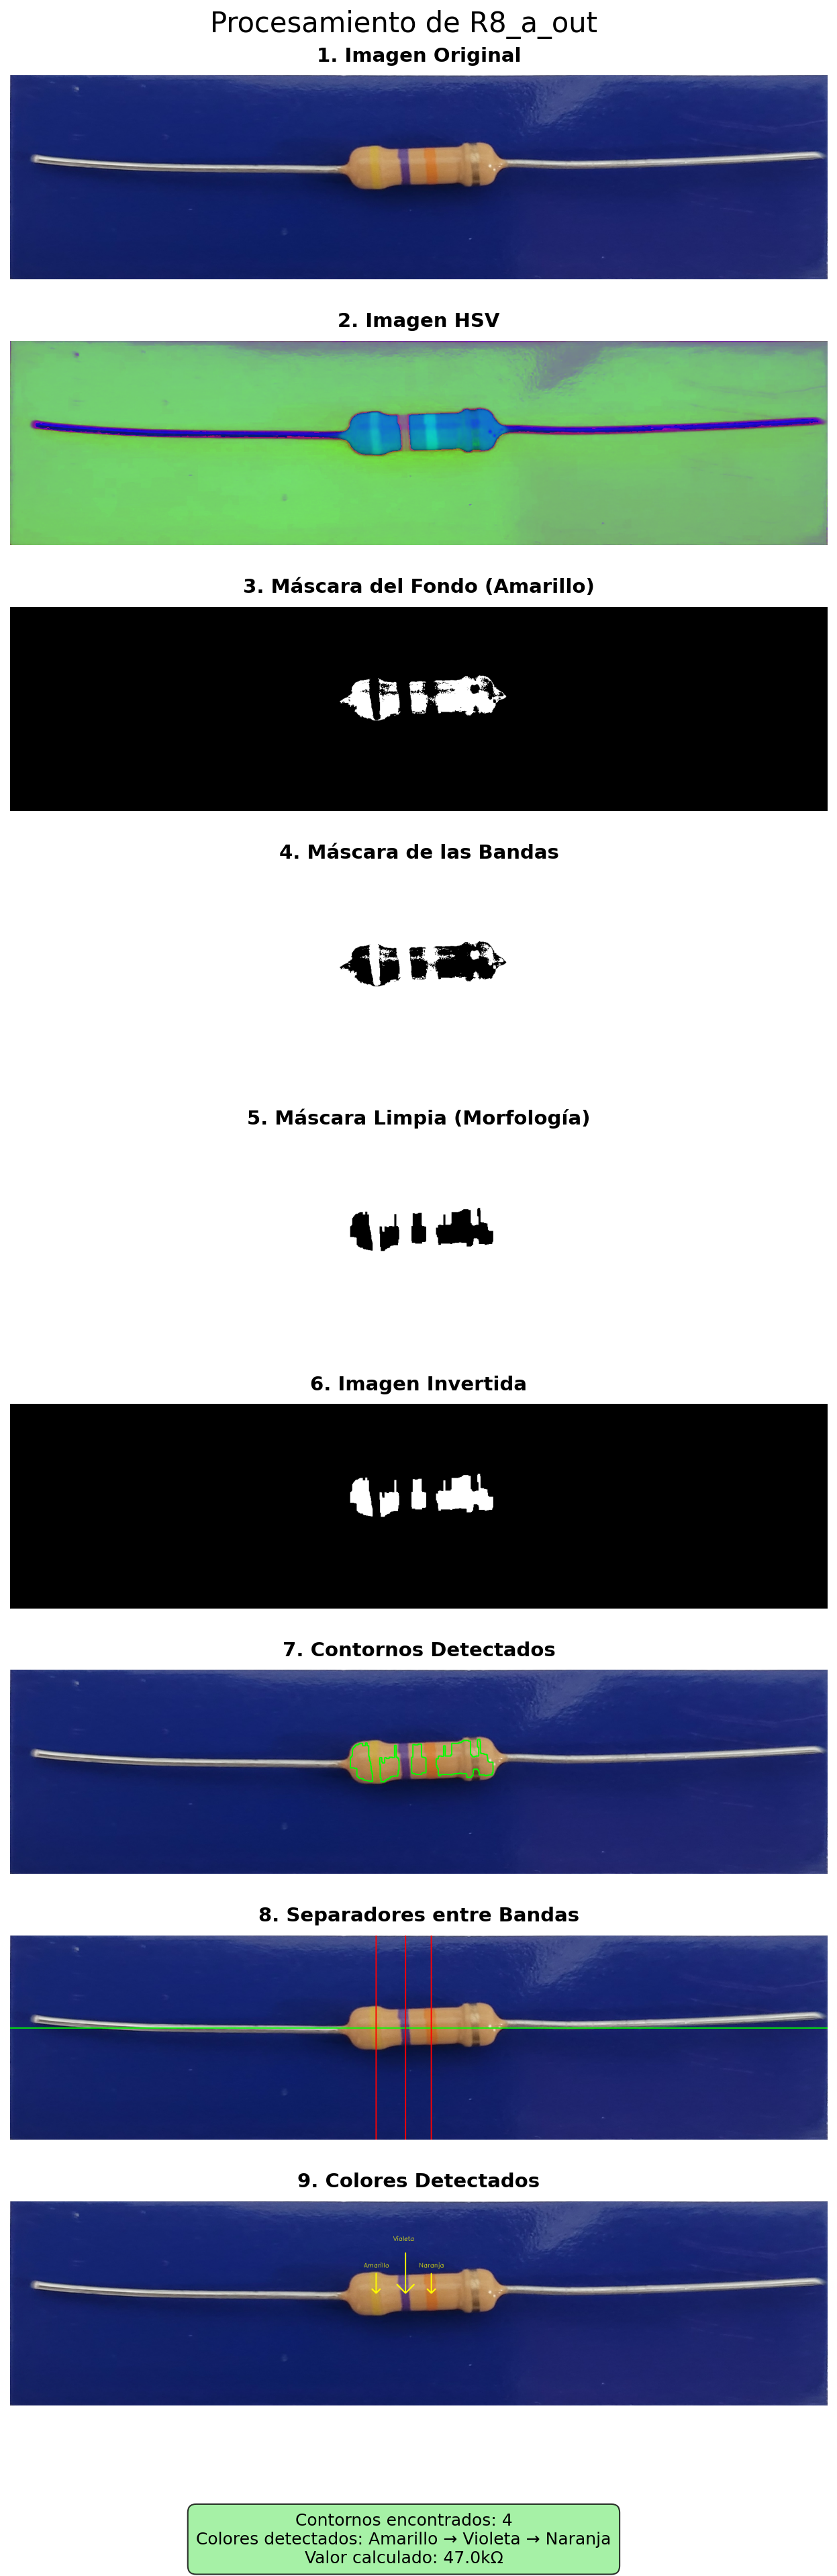 Procesamiento de R8_a_out
1. Imagen Original
2. Imagen HSV
3. Máscara del Fondo (Amarillo)
4. Máscara de las Bandas
5. Máscara Limpia (Morfología)
6. Imagen Invertida
7. Contornos Detectados
8. Separadores entre Bandas
9. Colores Detectados
Violeta
Amarillo
Naranja
Contornos encontrados: 4
Colores detectados: Amarillo → Violeta → Naranja
Valor calculado: 47.0kΩ